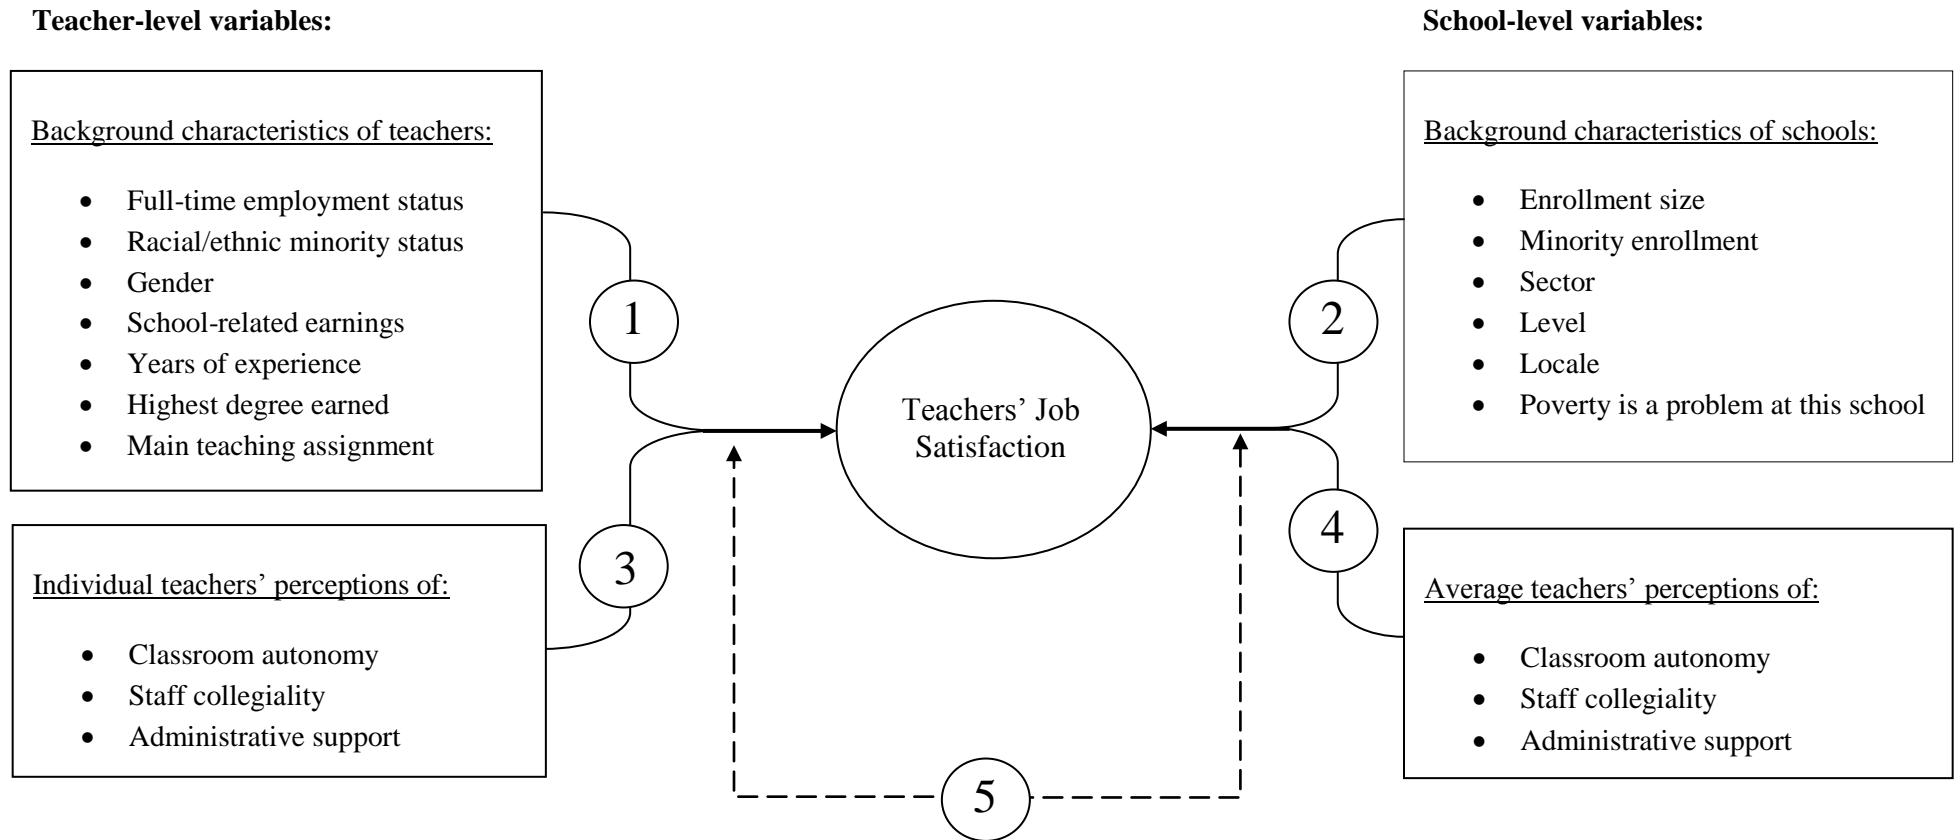 Teacher-level variables:
Background characteristics of teachers:
• Full-time employment status
• Racial/ethnic minority status
• Gender
• School-related earnings
• Years of experience
• Highest degree earned
• Main teaching assignment
1
Individual teachers’ perceptions of:
• Classroom autonomy
• Staff collegiality
• Administrative support
3
Teachers’ Job
Satisfaction
5
School-level variables:
Background characteristics of schools:
• Enrollment size
• Minority enrollment
• Sector
• Level
• Locale
• Poverty is a problem at this school
2
Average teachers’ perceptions of:
• Classroom autonomy
• Staff collegiality
• Administrative support
4